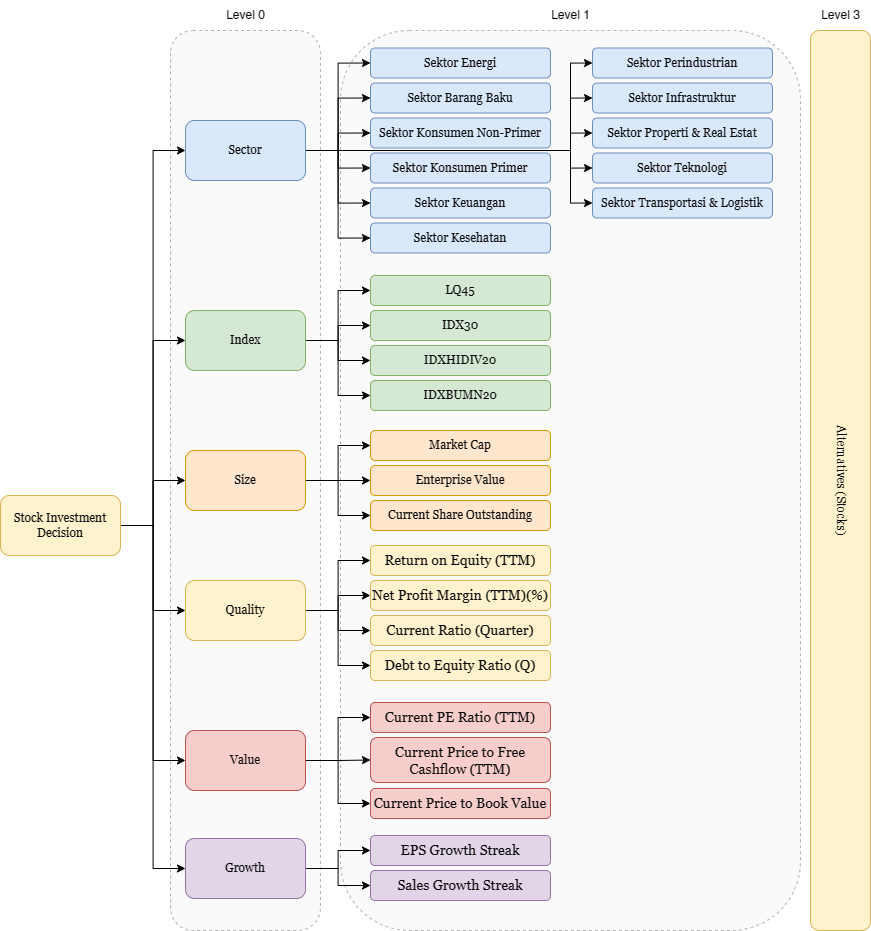 Level 0
Level 1
Level 3
Stock Investment
Decision
Sector
Sektor Energi
Sektor Barang Baku
Sektor Konsumen Non-Primer
Sektor Konsumen Primer
Sektor Keuangan
Sektor Kesehatan
Sektor Perindustrian
Sektor Infrastruktur
Sektor Properti & Real Estat
Sektor Teknologi
Sektor Transportasi & Logistik
Index
LQ45
IDX30
IDXHIDIV20
IDXBUMN20
Size
Market Cap
Enterprise Value
Current Share Outstanding
Quality
Return on Equity (TTM)
Net Profit Margin (TTM)(%)
Current Ratio (Quarter)
Debt to Equity Ratio (Q)
Value
Current PE Ratio (TTM)
Current Price to Free
Cashflow (TTM)
Current Price to Book Value
Growth
EPS Growth Streak
Sales Growth Streak
Alternatives (Stocks)